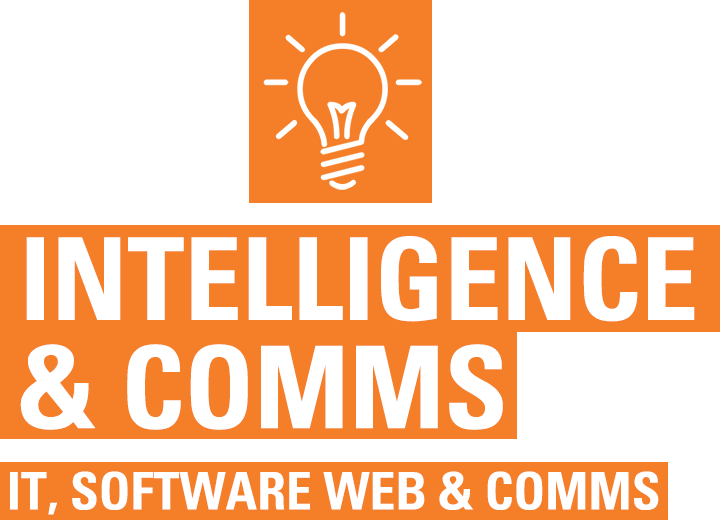 INTELLIGENCE
& COMMS
IT, SOFTWARE WEB & COMMS